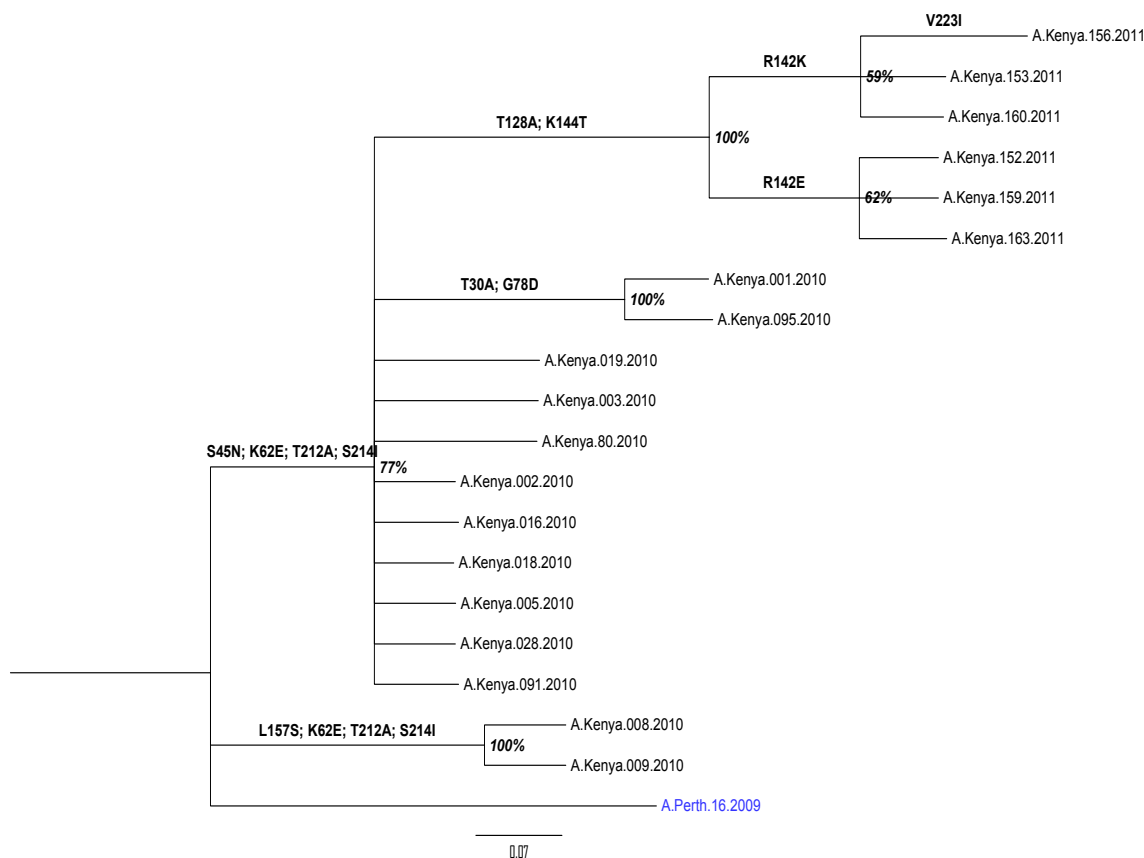 V223I
A.Kenya.156.2011
R142K
59%
A.Kenya.153.2011
A.Kenya.160.2011
T128A; K144T
100%
A.Kenya.152.2011
R142E
62%
A.Kenya.159.2011
A.Kenya.163.2011
T30A; G78D
A.Kenya.001.2010
100%
A.Kenya.095.2010
A.Kenya.019.2010
A.Kenya.003.2010
A.Kenya.80.2010
S45N; K62E; T212A; S214I
77%
A.Kenya.002.2010
A.Kenya.016.2010
A.Kenya.018.2010
A.Kenya.005.2010
A.Kenya.028.2010
A.Kenya.091.2010
L157S; K62E; T212A; S214I
A.Kenya.008.2010
100%
A.Kenya.009.2010
A.Perth.16.2009
0.07